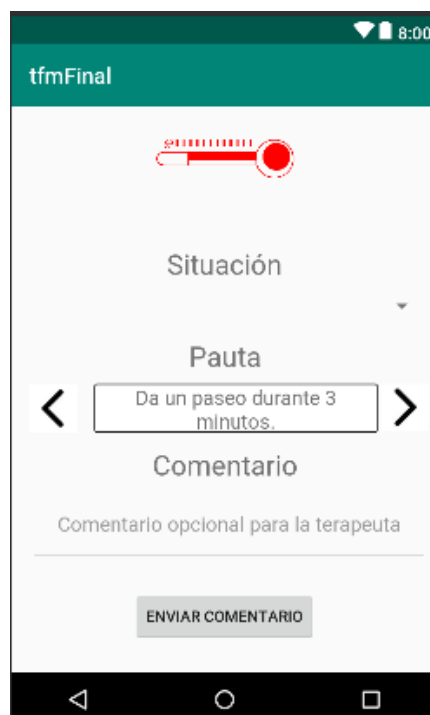 8:00
tfmFinal
Situación
Pauta
Da un paseo durante 3
minutos.
Comentario
Comentario opcional para la terapeuta
ENVIAR COMENTARIO